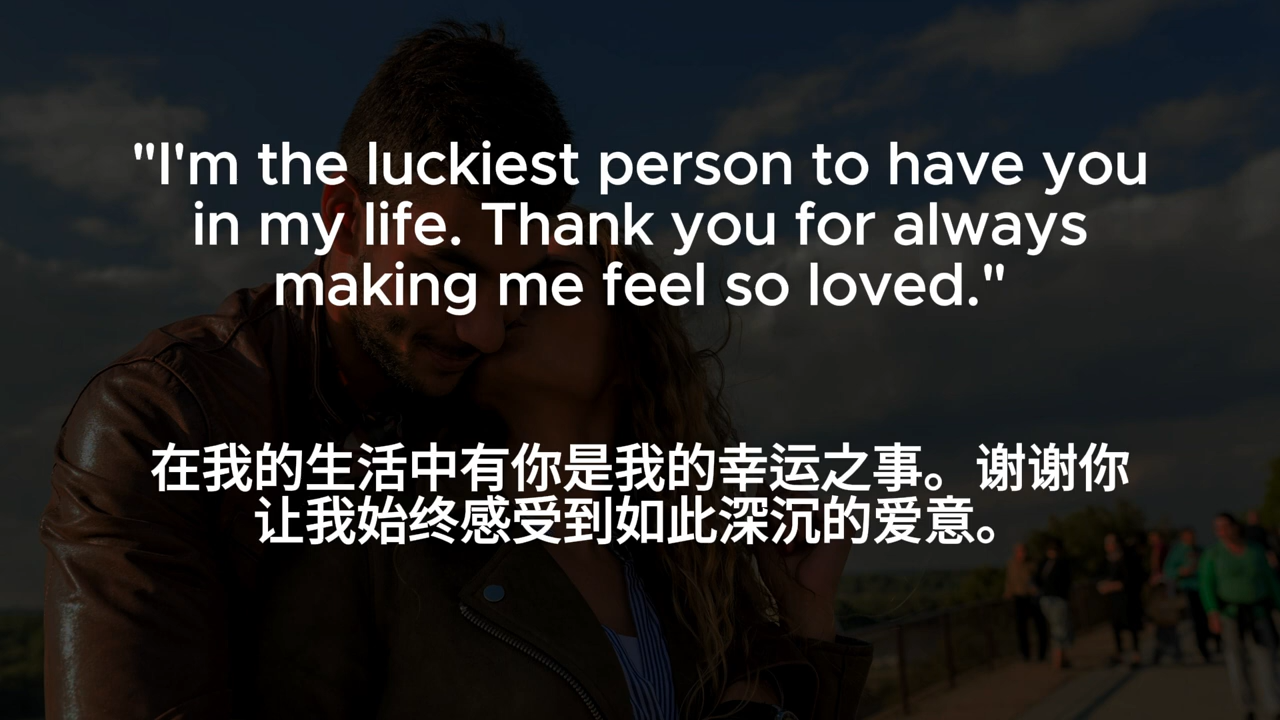 "I'm the luckiest person to have you
in my life. Thank you for always
making me feel so loved."
在我的生活中有你是我的幸运之事。谢谢你
让我始终感受到如此深沉的爱意。